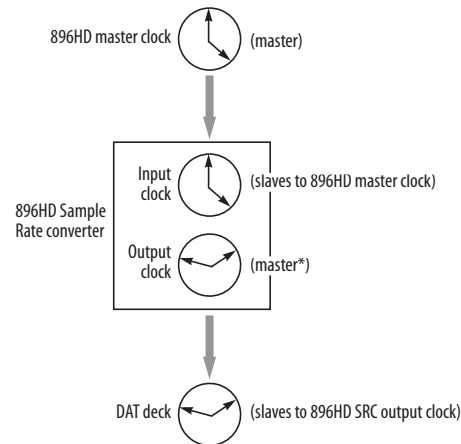 896HD master clock (master)
Input
clock (slaves to 896HD master clock)
896HD Sample
Rate converter
Output
clock (master*)
DAT deck (slaves to 896HD SRC output clock)